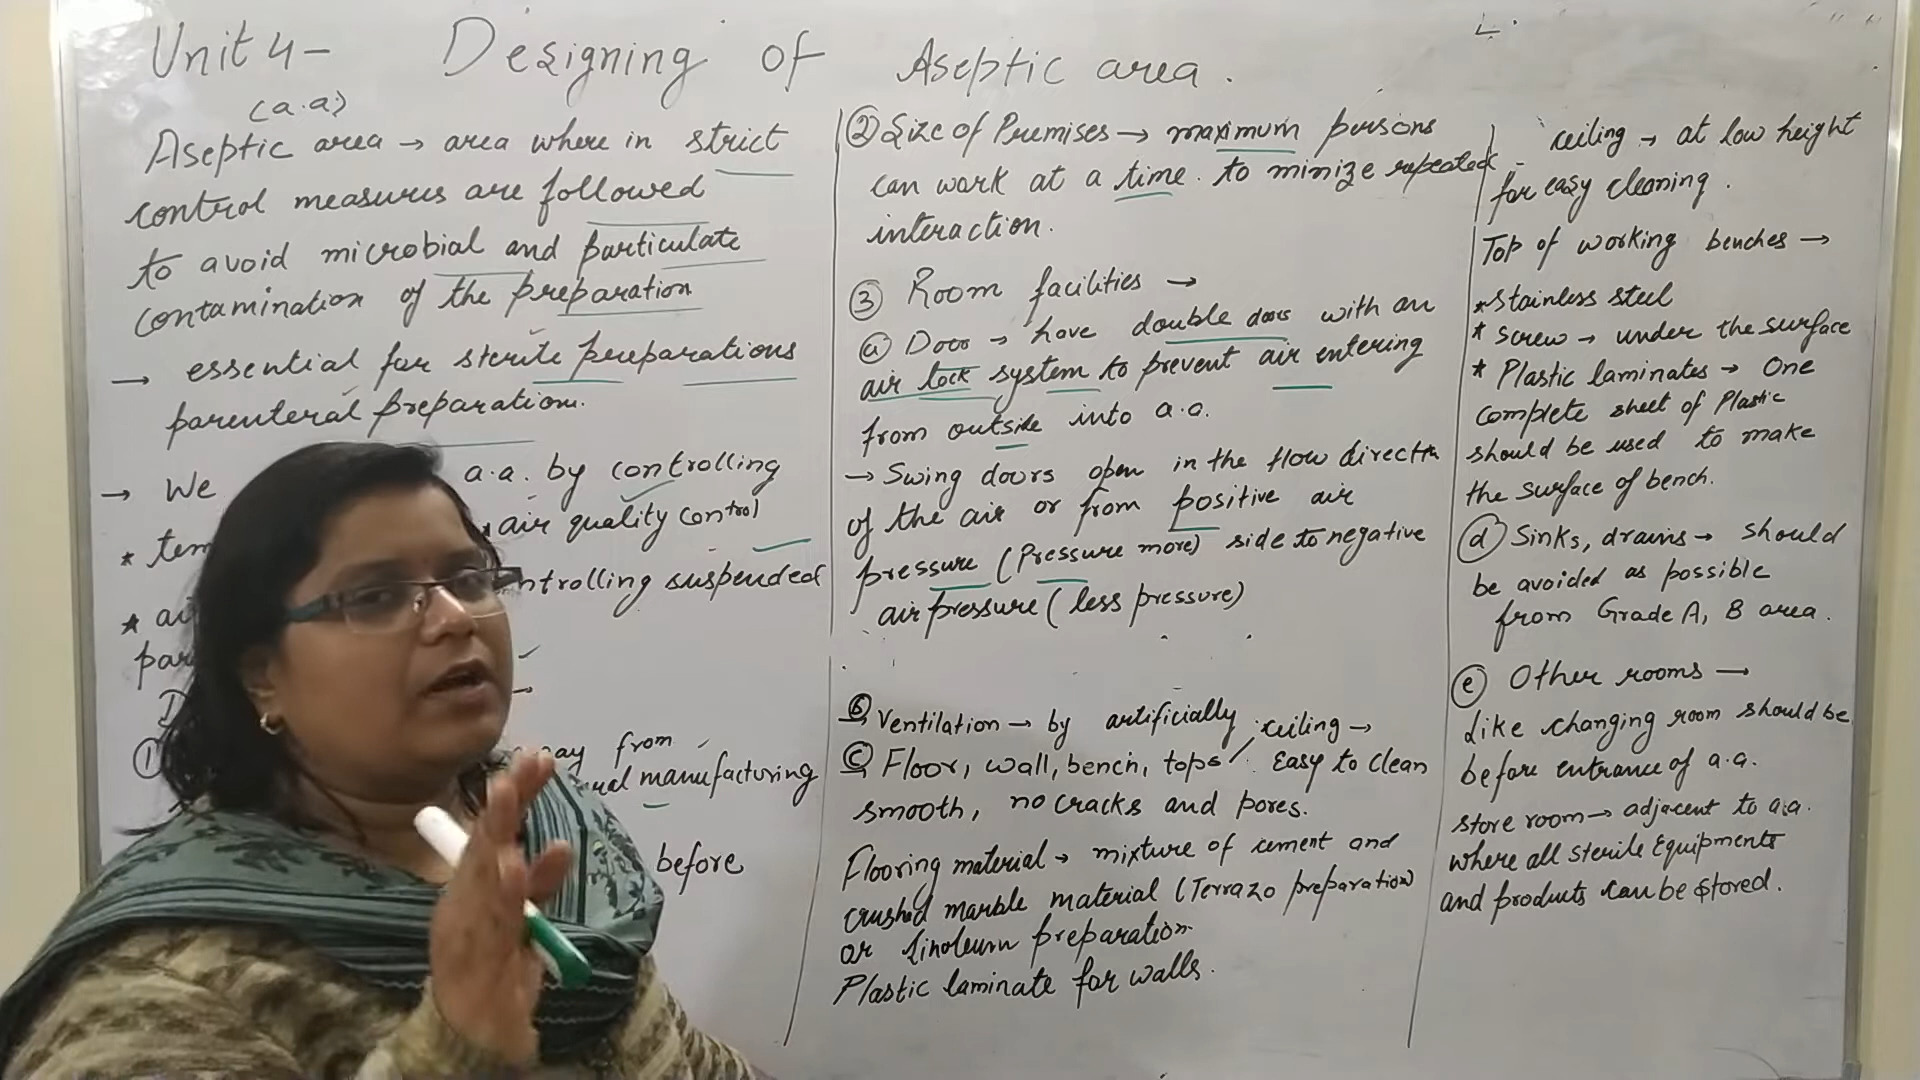 Unit 4- Designing of Aseptic area.
(a.a)
Aseptic area → area where in strict
control measures are followed
to avoid microbial and particulate
contamination of the preparation
→ essential for sterile preparations
parenteral preparation.
→ We a.a. by controlling
* tem air quality control
* ai ntrolling suspended
par
D
①
from
manufacturing
before
② Size of Premises → maximum persons
can work at a time. to minize repeated
interaction.
③ Room facilities →
ⓐ Door → have double doors with an
air lock system to prevent air entering
from outside into a.a.
→ Swing doors open in the flow directn
of the air or from positive air
pressure (Pressure more) side to negative
air pressure (less pressure)
ⓑ Ventilation → by artificially
ⓒ Floor, wall, bench, tops / ceiling → Easy to clean
smooth, no cracks and pores.
Flooring material → mixture of cement and
crushed marble material (Terrazo preparation)
or linoleum preparation
Plastic laminate for walls.
- ceiling → at low height
for easy cleaning.
Top of working benches →
* stainless steel
* screw → under the surface
* Plastic laminates → One
complete sheet of Plastic
should be used to make
the surface of bench.
ⓓ Sinks, drains → should
be avoided as possible
from Grade A, B area.
ⓔ Other rooms →
Like changing room should be
before entrance of a.a.
store room → adjacent to a.a.
where all sterile Equipments
and products can be stored.